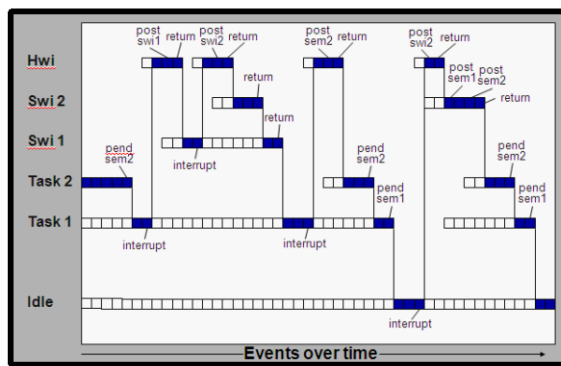 post swi1 return
post swi2 return
post sem2 return
post swi2 return
Hwi
post sem1
post sem2
return
Swi 2
return
return
Swi 1
interrupt
pend sem2
pend sem2
pend sem2
Task 2
pend sem1
pend sem1
Task 1
interrupt
interrupt
Idle
interrupt
Events over time